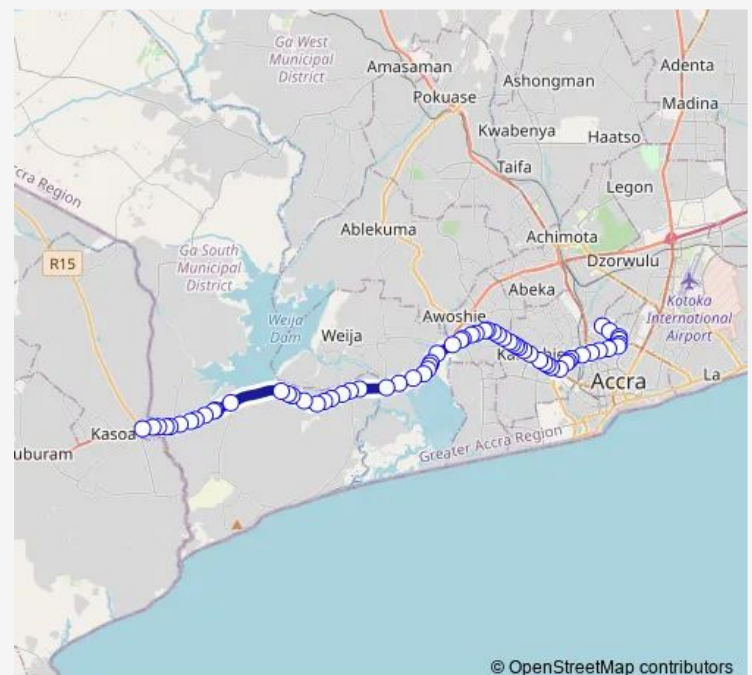 Ga West
Municipal
District
Amasaman
Pokuase
Ashongman
Adenta
Madina
Kwabenya
Haatso
Taifa
Legon
ccra Region
Ablekuma
Achimota
Dzorwulu
R15
Ga South
Municipal
District
Abeka
Kotoka
International
Airport
Weija
Dam
Weija
Awoshie
Accra
La
Kasoa
uburam
Greater Accra Region
© OpenStreetMap contributors